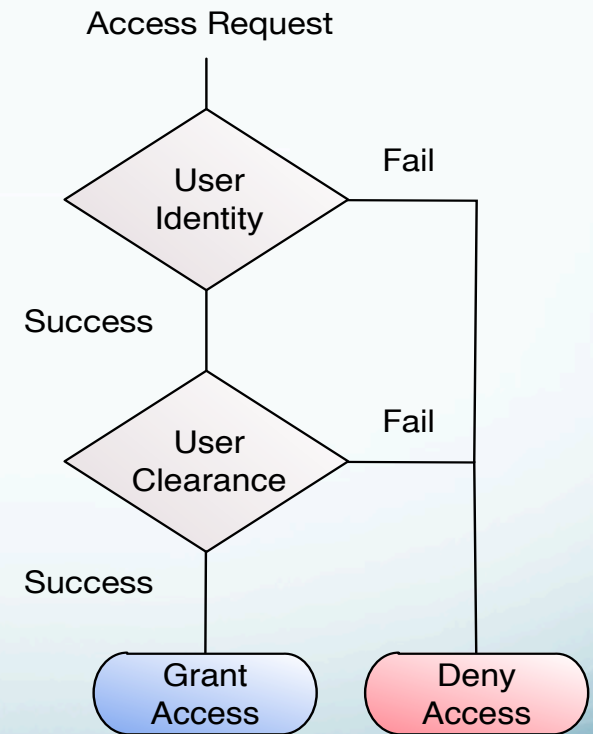 Access Request
User
Identity
Fail
Success
User
Clearance
Fail
Success
Grant
Access
Deny
Access